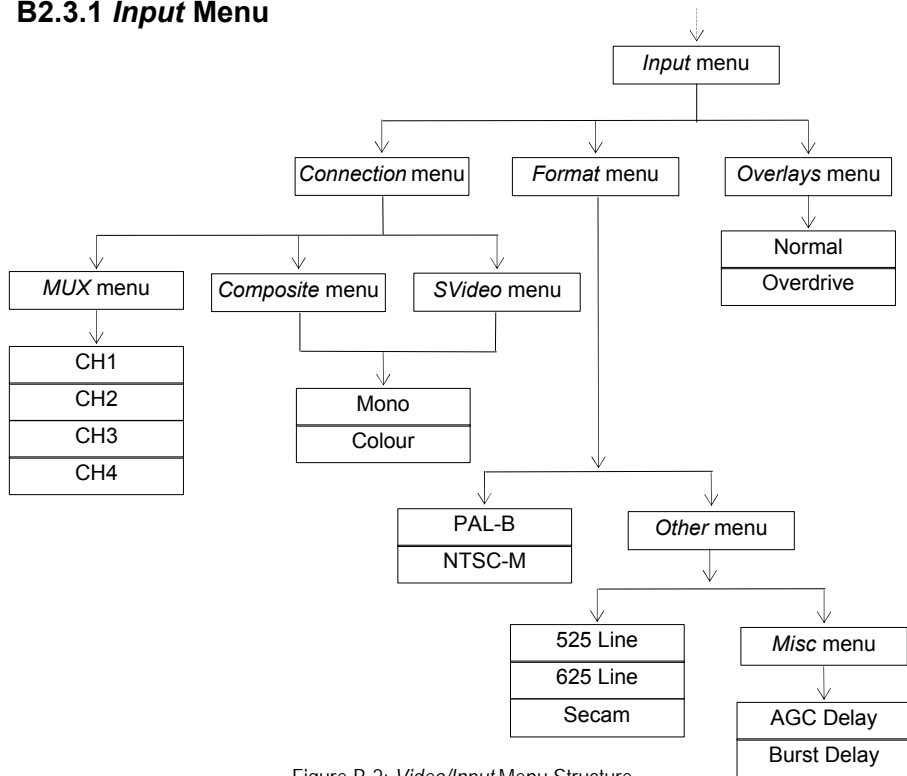 B2.3.1 Input Menu
Input menu
Connection menu
Format menu
Overlays menu
Normal
Overdrive
MUX menu
Composite menu
SVideo menu
CH1
CH2
CH3
CH4
Mono
Colour
PAL-B
NTSC-M
Other menu
525 Line
625 Line
Secam
Misc menu
AGC Delay
Burst Delay
Figure B-2: Video/Input Menu Structure